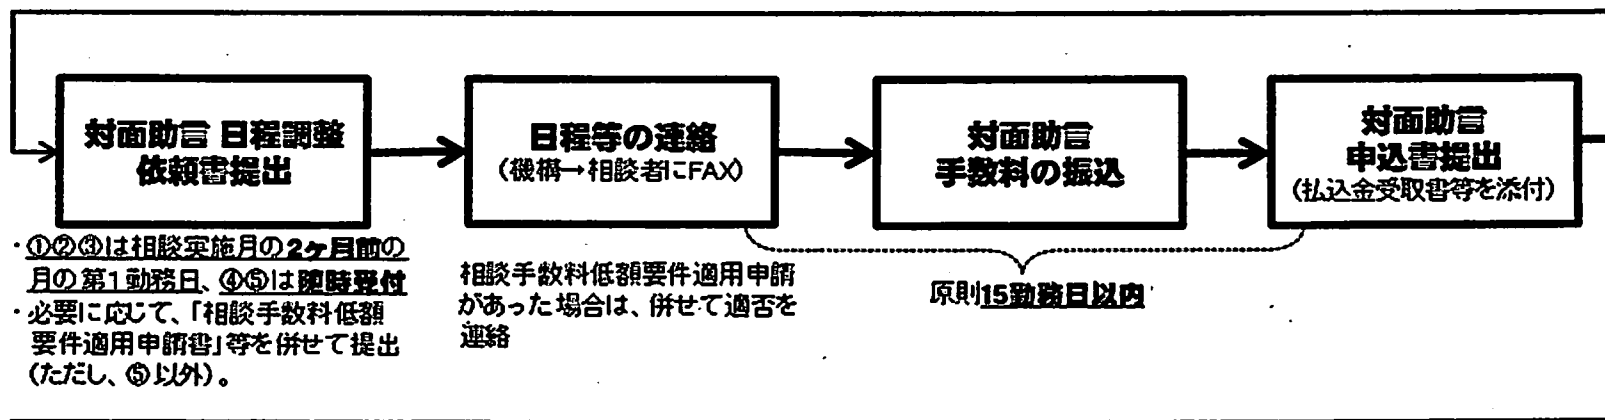 対面助言 日程調整
依頼書提出
日程等の連絡
(機構→相談者にFAX)
対面助言
手数料の振込
対面助言
申込書提出
(払込金受取書等を添付)
・①②③は相談実施月の2ヶ月前の
月の第1勤務日、④⑤は随時受付
・必要に応じて、「相談手数料低額
要件適用申請書」等を併せて提出
(ただし、⑤以外)。
相談手数料低額要件適用申請
があった場合は、併せて適否を
連絡
原則15勤務日以内